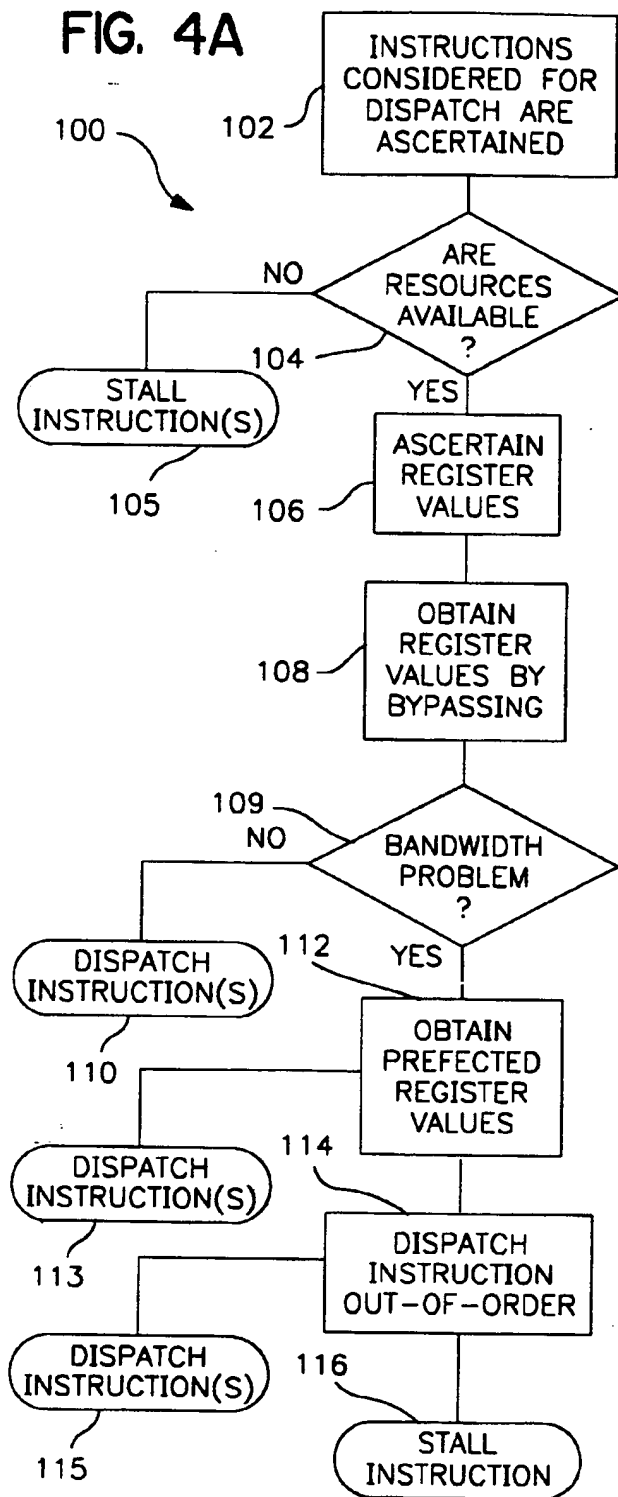 FIG. 4A
INSTRUCTIONS
CONSIDERED FOR
DISPATCH ARE
ASCERTAINED
102
100
ARE
RESOURCES
AVAILABLE
?
NO
104
YES
STALL
INSTRUCTION(S)
105
ASCERTAIN
REGISTER
VALUES
106
OBTAIN
REGISTER
VALUES BY
BYPASSING
108
109
NO
BANDWIDTH
PROBLEM
?
YES
DISPATCH
INSTRUCTION(S)
110
112
OBTAIN
PREFECTED
REGISTER
VALUES
DISPATCH
INSTRUCTION(S)
113
114
DISPATCH
INSTRUCTION
OUT-OF-ORDER
DISPATCH
INSTRUCTION(S)
115
116
STALL
INSTRUCTION